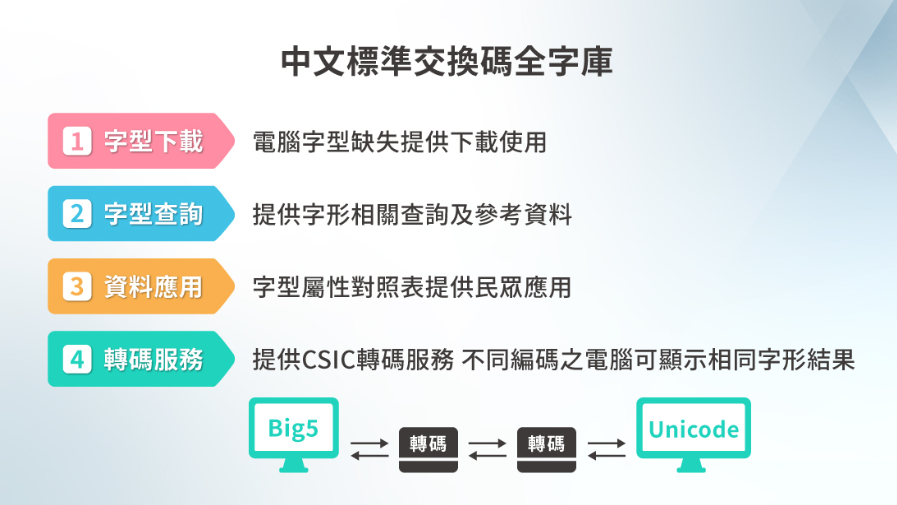 中文標準交換碼全字庫
1 字型下載 電腦字型缺失提供下載使用
2 字型查詢 提供字形相關查詢及參考資料
3 資料應用 字型屬性對照表提供民眾應用
4 轉碼服務 提供CSIC轉碼服務 不同編碼之電腦可顯示相同字形結果
Big5 轉碼 轉碼 Unicode